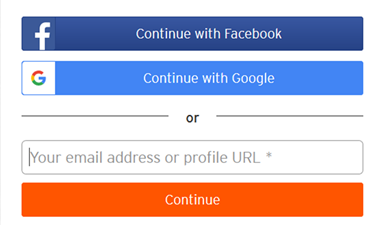 Continue with Facebook
Continue with Google
or
Your email address or profile URL *
Continue